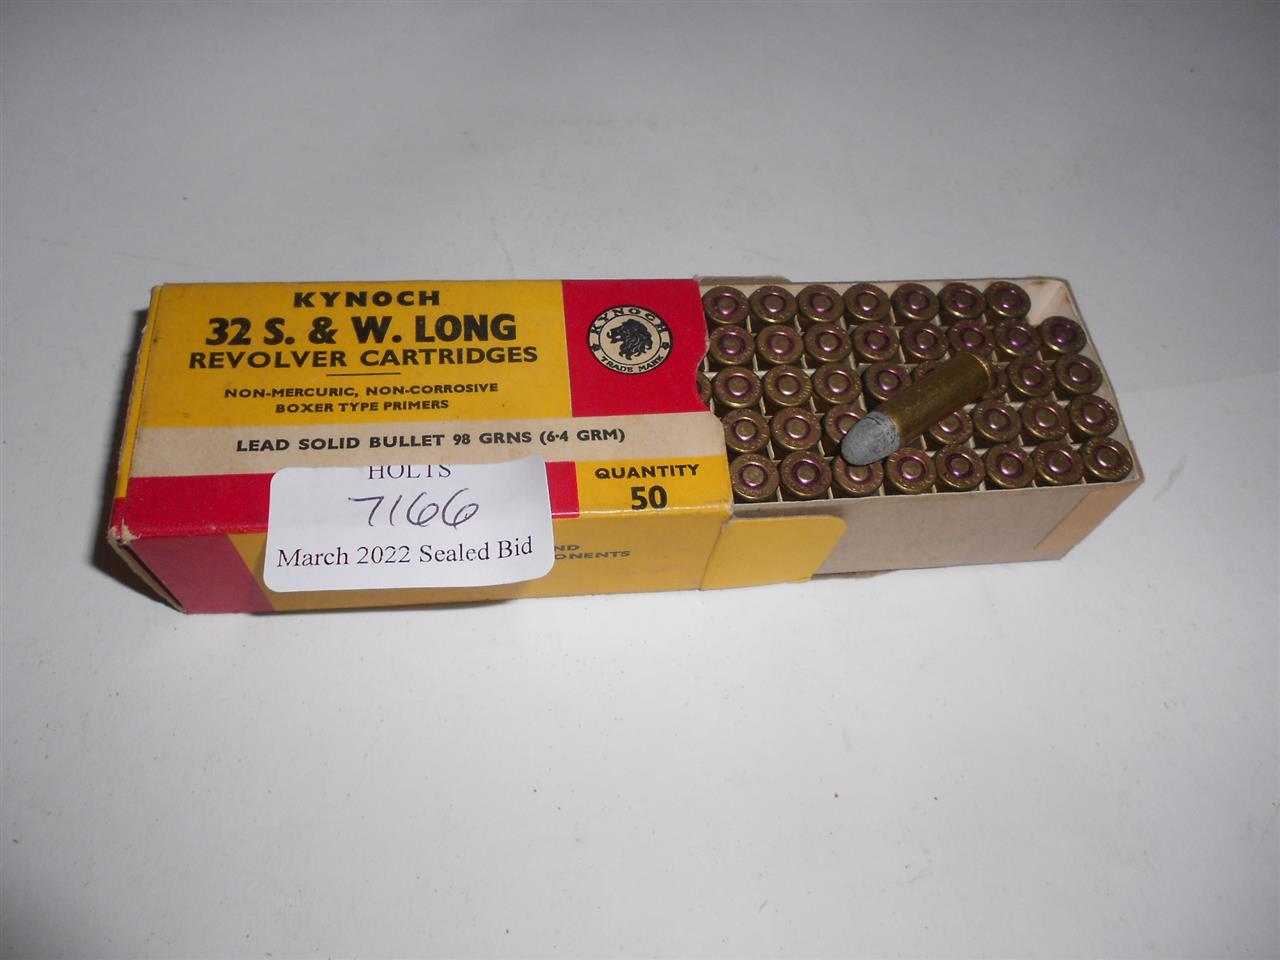 KYNOCH
32 S. & W. LONG
REVOLVER CARTRIDGES
NON-MERCURIC, NON-CORROSIVE
BOXER TYPE PRIMERS
KYNOCH
TRADE MARK
LEAD SOLID BULLET 98 GRNS (6·4 GRM)
QUANTITY
50
HOLTS
7166
March 2022 Sealed Bid